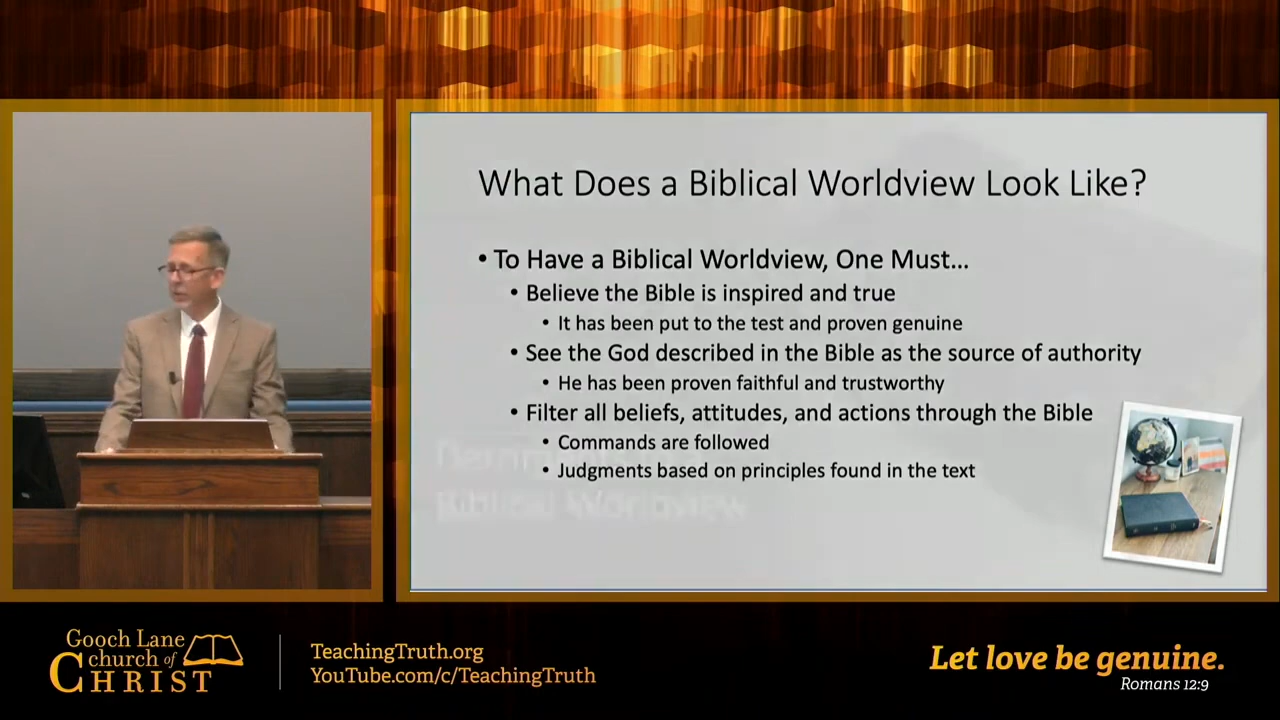 What Does a Biblical Worldview Look Like?
• To Have a Biblical Worldview, One Must...
• Believe the Bible is inspired and true
• It has been put to the test and proven genuine
• See the God described in the Bible as the source of authority
• He has been proven faithful and trustworthy
• Filter all beliefs, attitudes, and actions through the Bible
• Commands are followed
• Judgments based on principles found in the text
Biblical Worldview
Gooch Lane
church of
CHRIST
TeachingTruth.org
YouTube.com/c/TeachingTruth
Let love be genuine.
Romans 12:9